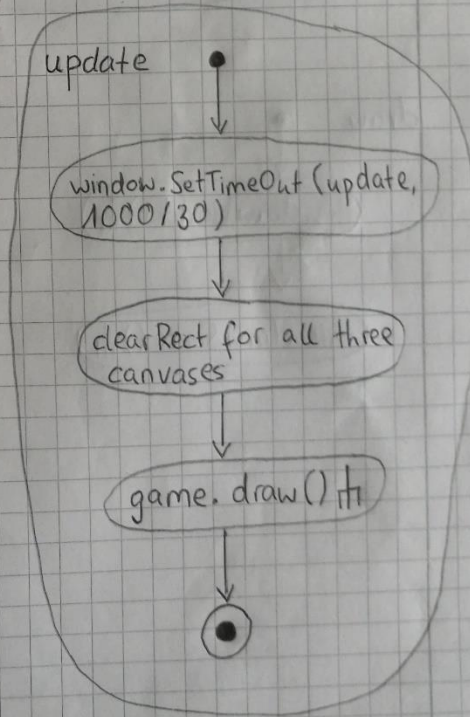 update
window.SetTimeOut (update,
1000/30)
clearRect for all three
canvases
game.draw()